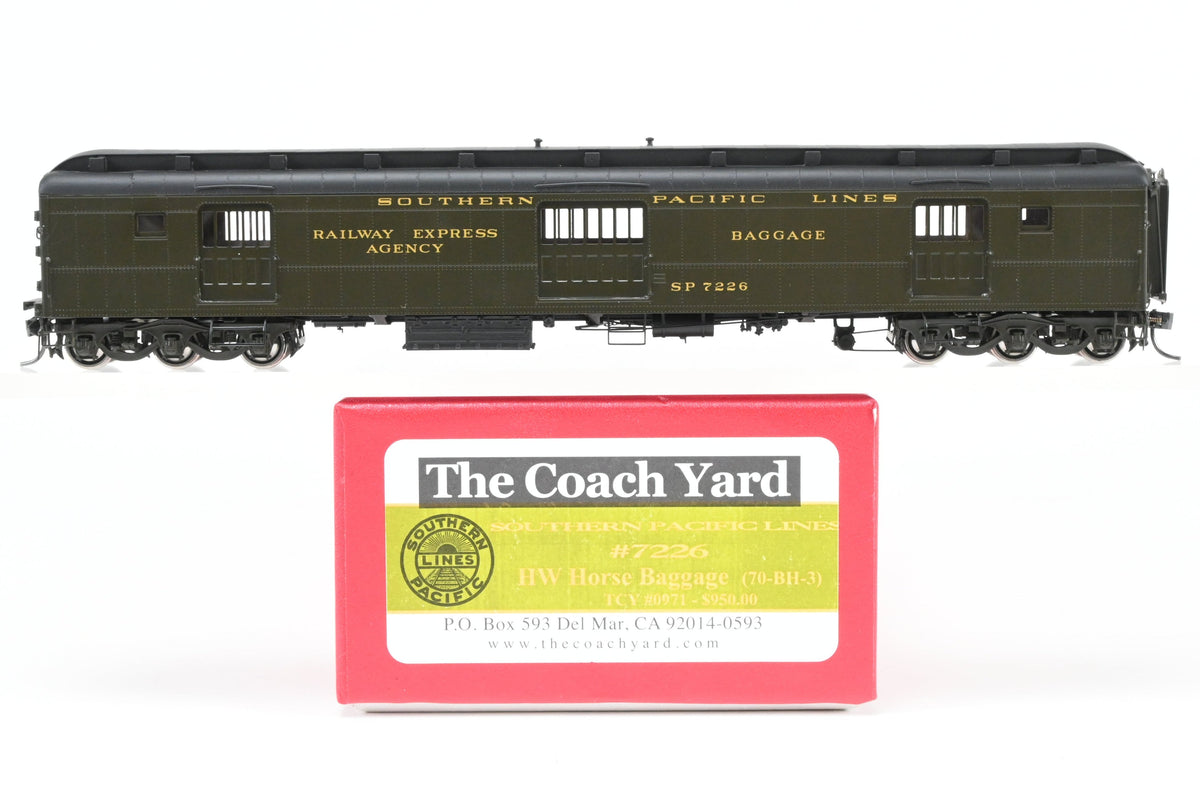 SOUTHERN PACIFIC LINES
RAILWAY EXPRESS
AGENCY
BAGGAGE
SP 7226
The Coach Yard
SOUTHERN PACIFIC LINES
#7226
HW Horse Baggage (70-BH-3)
TCY #0971 - $950.00
SOUTHERN
LINES
PACIFIC
P.O. Box 593 Del Mar, CA 92014-0593
www.thecoachyard.com